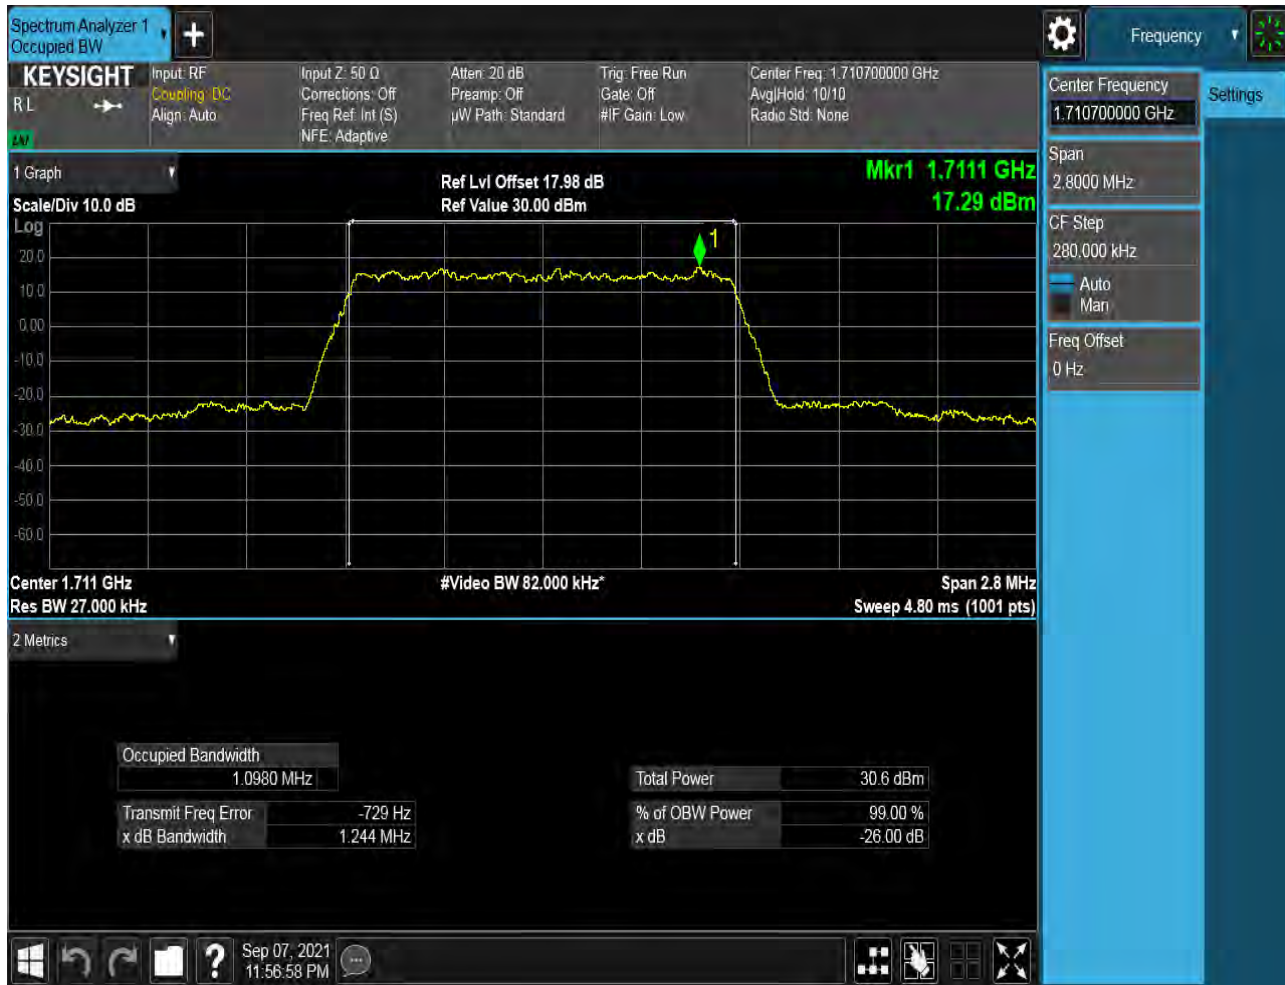 Spectrum Analyzer 1
Occupied BW
Frequency
KEYSIGHT
R L
Input: RF
Coupling: DC
Align: Auto
Input Z: 50 Ω
Corrections: Off
Freq Ref: Int (S)
NFE: Adaptive
Atten: 20 dB
Preamp: Off
µW Path: Standard
Trig: Free Run
Gate: Off
#IF Gain: Low
Center Freq: 1.710700000 GHz
Avg|Hold: 10/10
Radio Std: None
Center Frequency
1.710700000 GHz
Settings
Span
2.8000 MHz
CF Step
280.000 kHz
Auto
Man
Freq Offset
0 Hz
1 Graph
Scale/Div 10.0 dB
Ref Lvl Offset 17.98 dB
Ref Value 30.00 dBm
Mkr1 1.7111 GHz
17.29 dBm
Log
1
20.0
10.0
0.00
-10.0
-20.0
-30.0
-40.0
-50.0
-60.0
Center 1.711 GHz
#Video BW 82.000 kHz*
Span 2.8 MHz
Res BW 27.000 kHz
Sweep 4.80 ms (1001 pts)
2 Metrics
Occupied Bandwidth
1.0980 MHz
Total Power 30.6 dBm
Transmit Freq Error -729 Hz
% of OBW Power 99.00 %
x dB Bandwidth 1.244 MHz
x dB -26.00 dB
?
Sep 07, 2021
11:56:58 PM